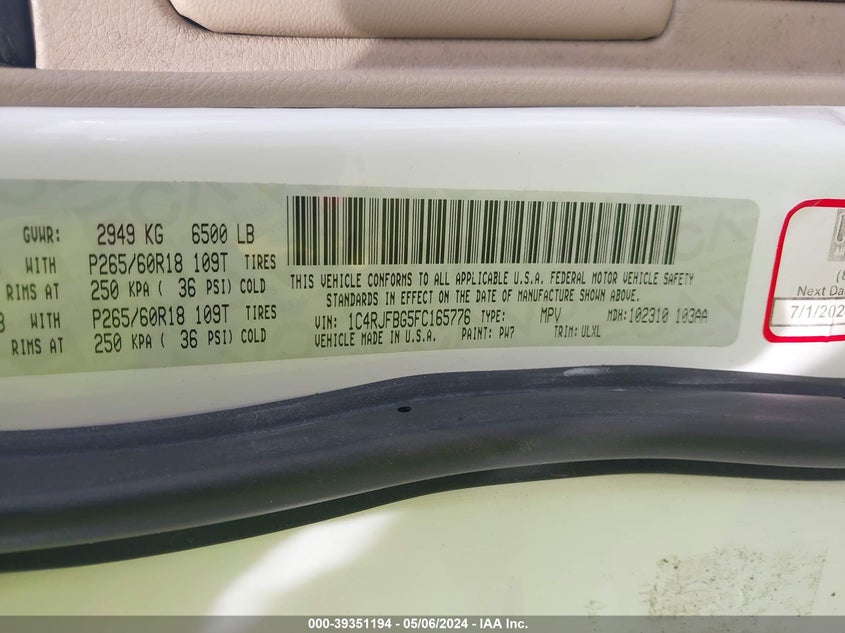 GVWR: 2949 KG 6500 LB
WITH P265/60R18 109T TIRES
RIMS AT 250 KPA ( 36 PSI) COLD
WITH P265/60R18 109T TIRES
RIMS AT 250 KPA ( 36 PSI) COLD
THIS VEHICLE CONFORMS TO ALL APPLICABLE U.S.A. FEDERAL MOTOR VEHICLE SAFETY
STANDARDS IN EFFECT ON THE DATE OF MANUFACTURE SHOWN ABOVE.
VIN: 1C4RJFBG5FC165776 TYPE: MPV MDH:102310 103AA
VEHICLE MADE IN U.S.A. PAINT: PW7 TRIM: ULXL
Next Da
7/1/202
000-39351194 - 05/06/2024 - IAA Inc.